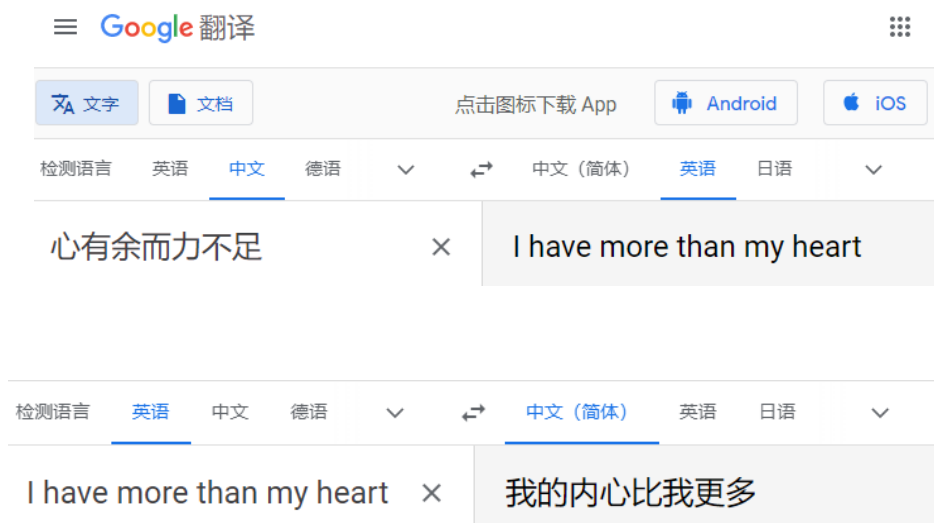 Google 翻译
文字 文档 点击图标下载 App Android iOS
检测语言 英语 中文 德语 中文（简体） 英语 日语
心有余而力不足 × I have more than my heart
检测语言 英语 中文 德语 中文（简体） 英语 日语
I have more than my heart × 我的内心比我更多